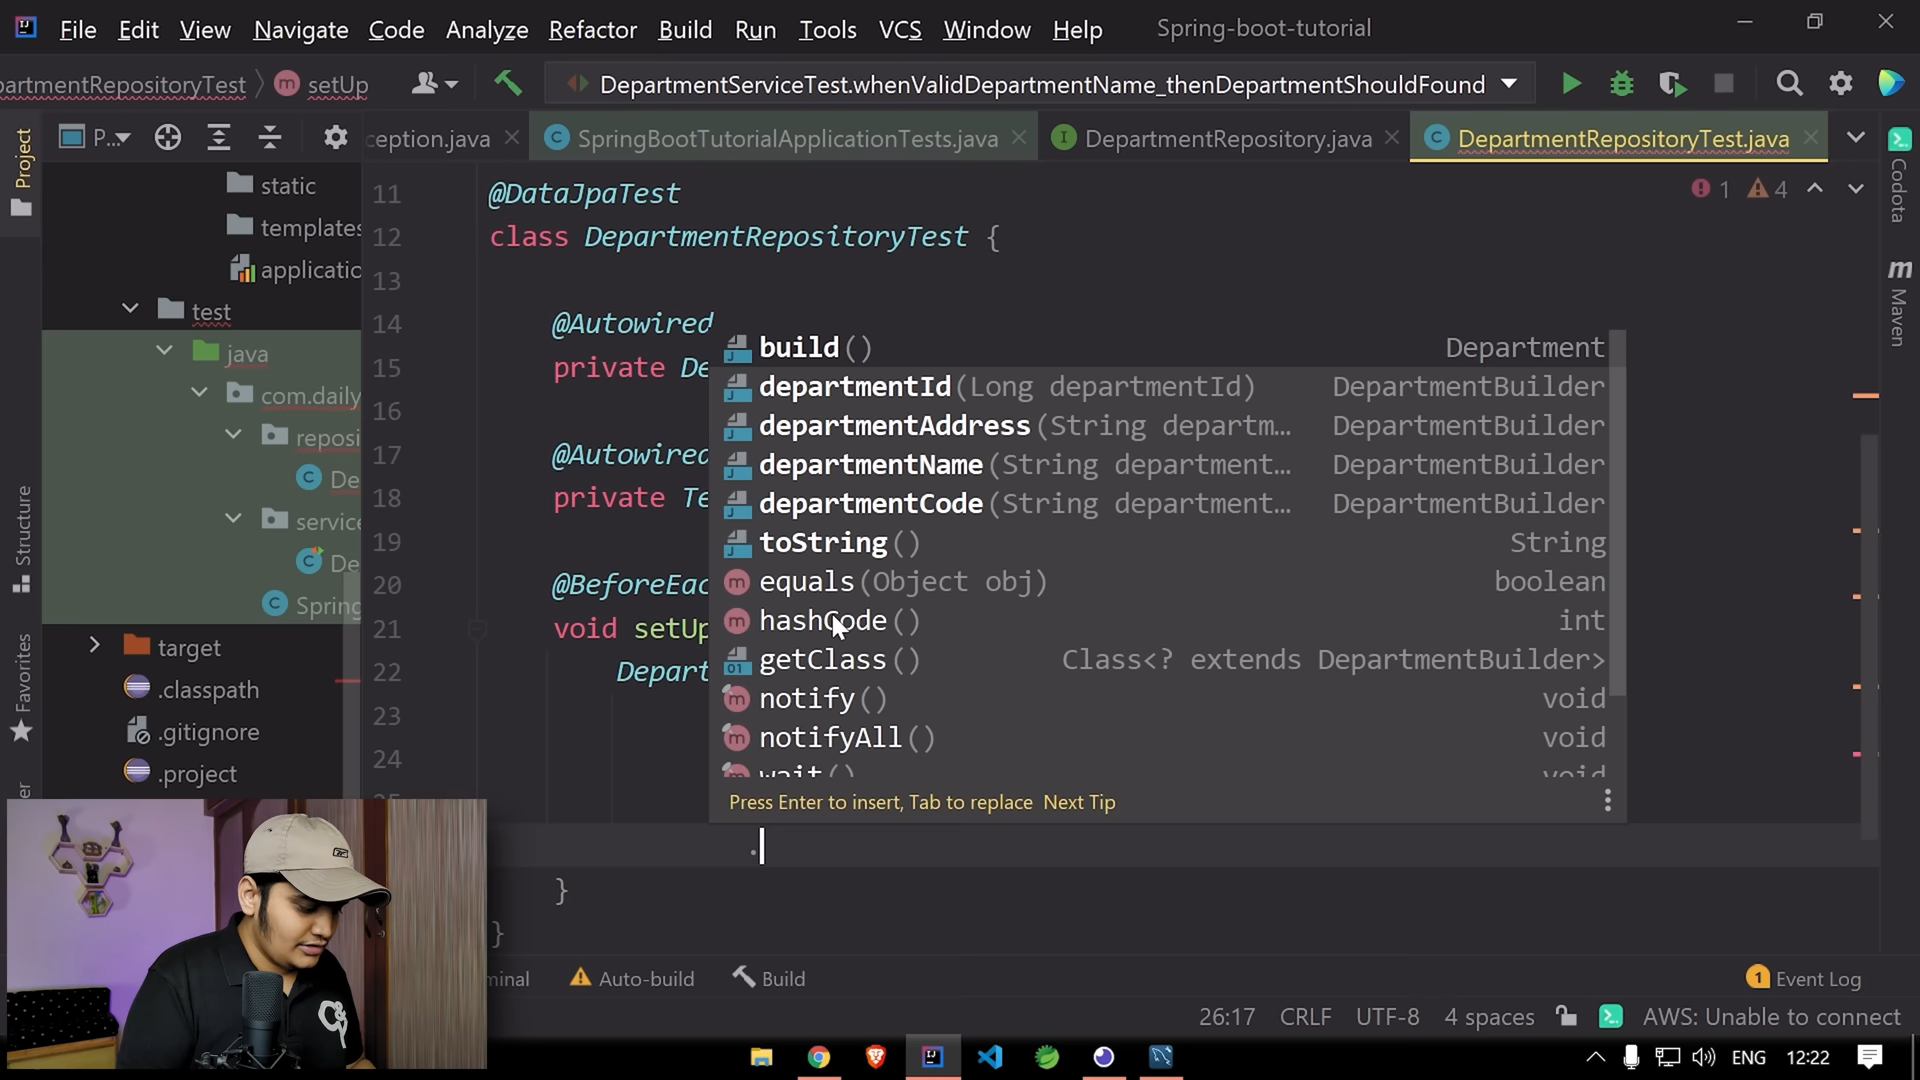 File Edit View Navigate Code Analyze Refactor Build Run Tools VCS Window Help Spring-boot-tutorial
artmentRepositoryTest setUp DepartmentServiceTest.whenValidDepartmentName_thenDepartmentShouldFound
Project
P...
ception.java SpringBootTutorialApplicationTests.java DepartmentRepository.java DepartmentRepositoryTest.java
Codota
Maven
Structure
Favorites
static
templates
applicatio
test
java
com.daily
reposi
De
service
De
Spring
target
.classpath
.gitignore
.project
1 4
11 @DataJpaTest
12 class DepartmentRepositoryTest {
13
14 @Autowired
15 private De
16
17 @Autowired
18 private Te
19
20 @BeforeEac
21 void setUp
22 Depart
23
24
.
}
}
build() Department
departmentId(Long departmentId) DepartmentBuilder
departmentAddress(String departm... DepartmentBuilder
departmentName(String department... DepartmentBuilder
departmentCode(String department... DepartmentBuilder
toString() String
equals(Object obj) boolean
hashCode() int
getClass() Class<? extends DepartmentBuilder>
notify() void
notifyAll() void
wait() void
Press Enter to insert, Tab to replace Next Tip
minal Auto-build Build 1 Event Log
26:17 CRLF UTF-8 4 spaces AWS: Unable to connect
ENG 12:22